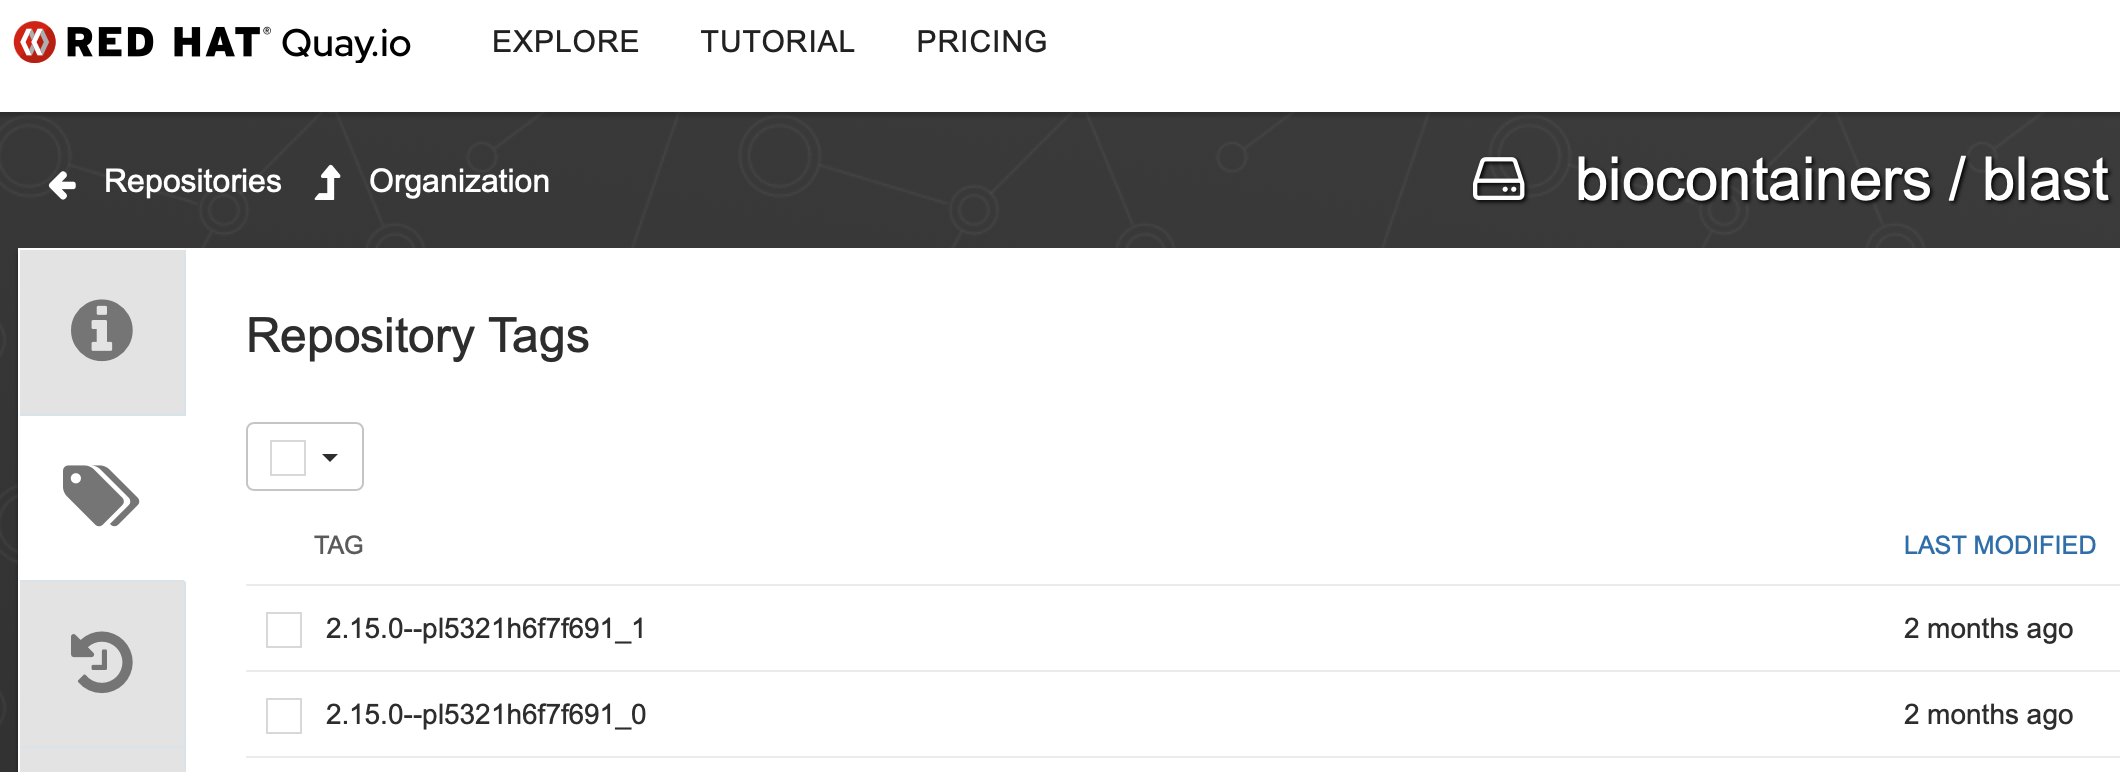 RED HAT® Quay.io EXPLORE TUTORIAL PRICING
Repositories Organization biocontainers / blast
Repository Tags
TAG LAST MODIFIED
2.15.0--pl5321h6f7f691_1 2 months ago
2.15.0--pl5321h6f7f691_0 2 months ago